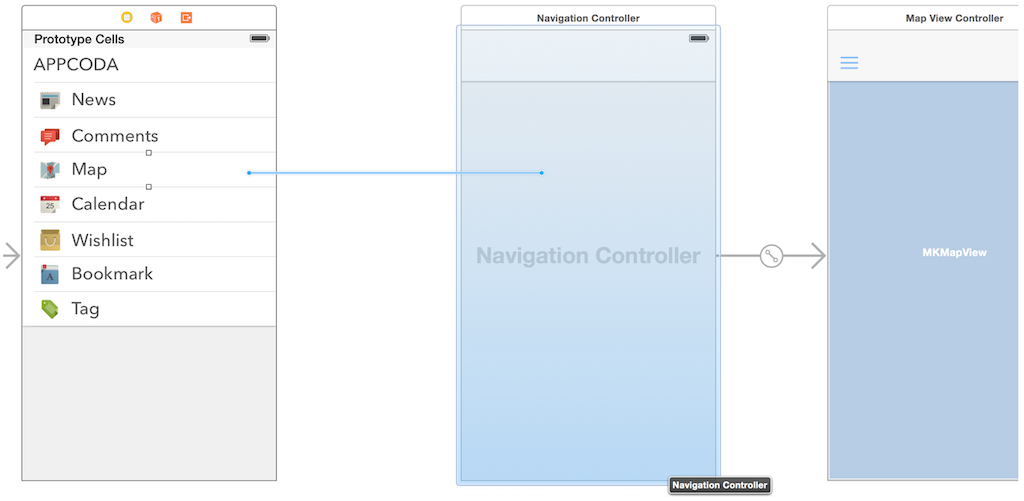 Prototype Cells
APPCODA
News
Comments
Map
25
Calendar
Wishlist
A
Bookmark
Tag
Navigation Controller
Navigation Controller
Navigation Controller
Map View Controller
MKMapView